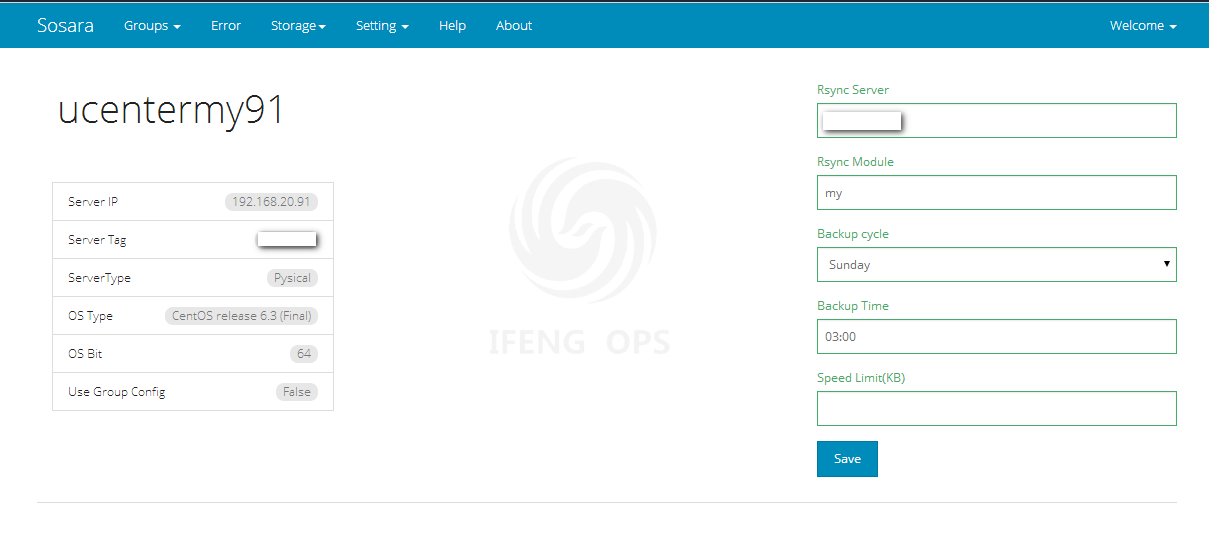 Sosara Groups Error Storage Setting Help About Welcome
ucentermy91
Server IP 192.168.20.91
Server Tag
ServerType Pysical
OS Type CentOS release 6.3 (Final)
OS Bit 64
Use Group Config False
IFENG OPS
Rsync Server
Rsync Module
my
Backup cycle
Sunday
Backup Time
03:00
Speed Limit(KB)
Save